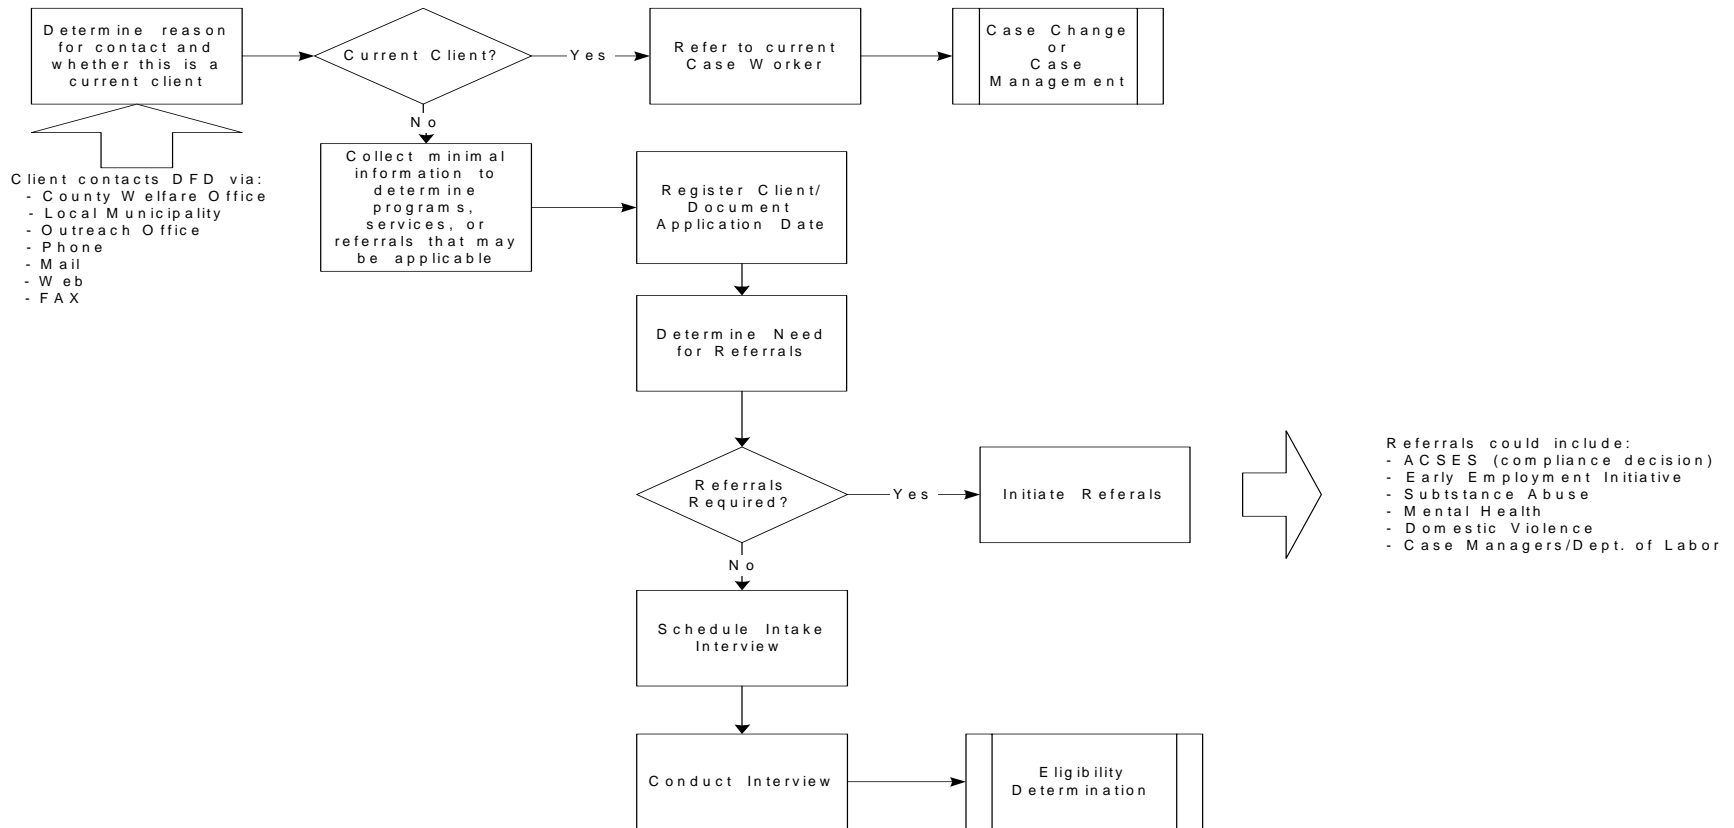 Determine reason
for contact and
whether this is a
current client
Current Client?
Yes
Refer to current
Case Worker
Case Change
or
Case
Management
No
Client contacts DFD via:
- County Welfare Office
- Local Municipality
- Outreach Office
- Phone
- Mail
- Web
- FAX
Collect minimal
information to
determine
programs,
services, or
referrals that may
be applicable
Register Client/
Document
Application Date
Determine Need
for Referrals
Referrals
Required?
Yes
Initiate Referals
Referrals could include:
- ACSES (compliance decision)
- Early Employment Initiative
- Subtstance Abuse
- Mental Health
- Domestic Violence
- Case Managers/Dept. of Labor
No
Schedule Intake
Interview
Conduct Interview
Eligibility
Determination